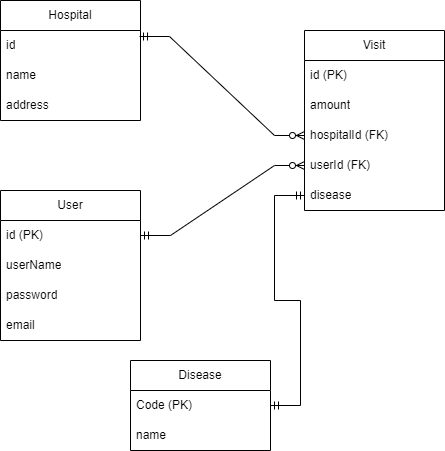 Hospital
id
name
address
Visit
id (PK)
amount
hospitalId (FK)
userId (FK)
disease
User
id (PK)
userName
password
email
Disease
Code (PK)
name